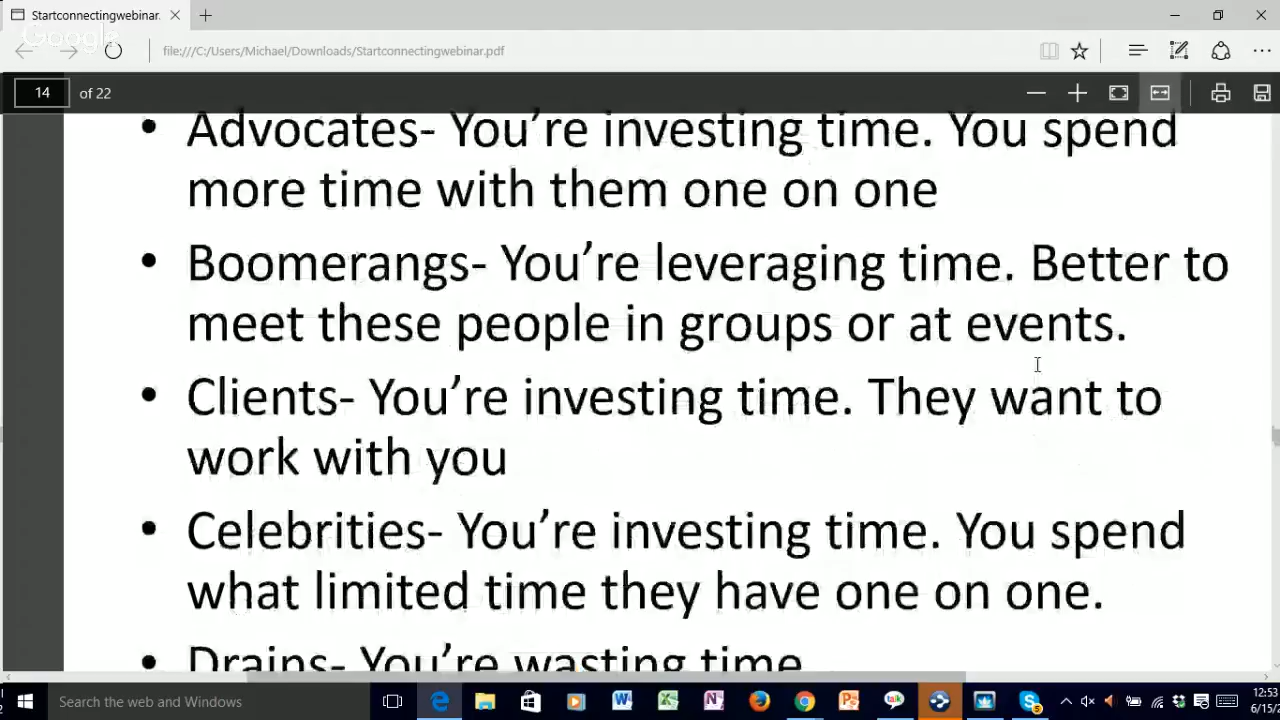 Startconnectingwebinar.
Google
file:///C:/Users/Michael/Downloads/Startconnectingwebinar.pdf
14 of 22
• Advocates- You're investing time. You spend
more time with them one on one
• Boomerangs- You're leveraging time. Better to
meet these people in groups or at events.
• Clients- You're investing time. They want to
work with you
• Celebrities- You're investing time. You spend
what limited time they have one on one.
• Drains- You're wasting time
Search the web and Windows
12:53